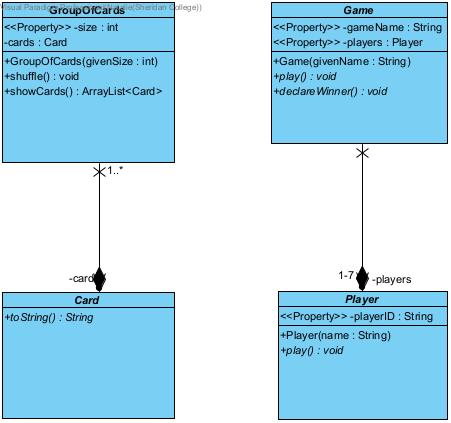 Visual Paradigm (Sheridan College))
GroupOfCards
<<Property>> -size : int
-cards : Card
+GroupOfCards(givenSize : int)
+shuffle() : void
+showCards() : ArrayList<Card>
1..*
-card
Card
+toString() : String
Game
<<Property>> -gameName : String
<<Property>> -players : Player
+Game(givenName : String)
+play() : void
+declareWinner() : void
1-7
-players
Player
<<Property>> -playerID : String
+Player(name : String)
+play() : void